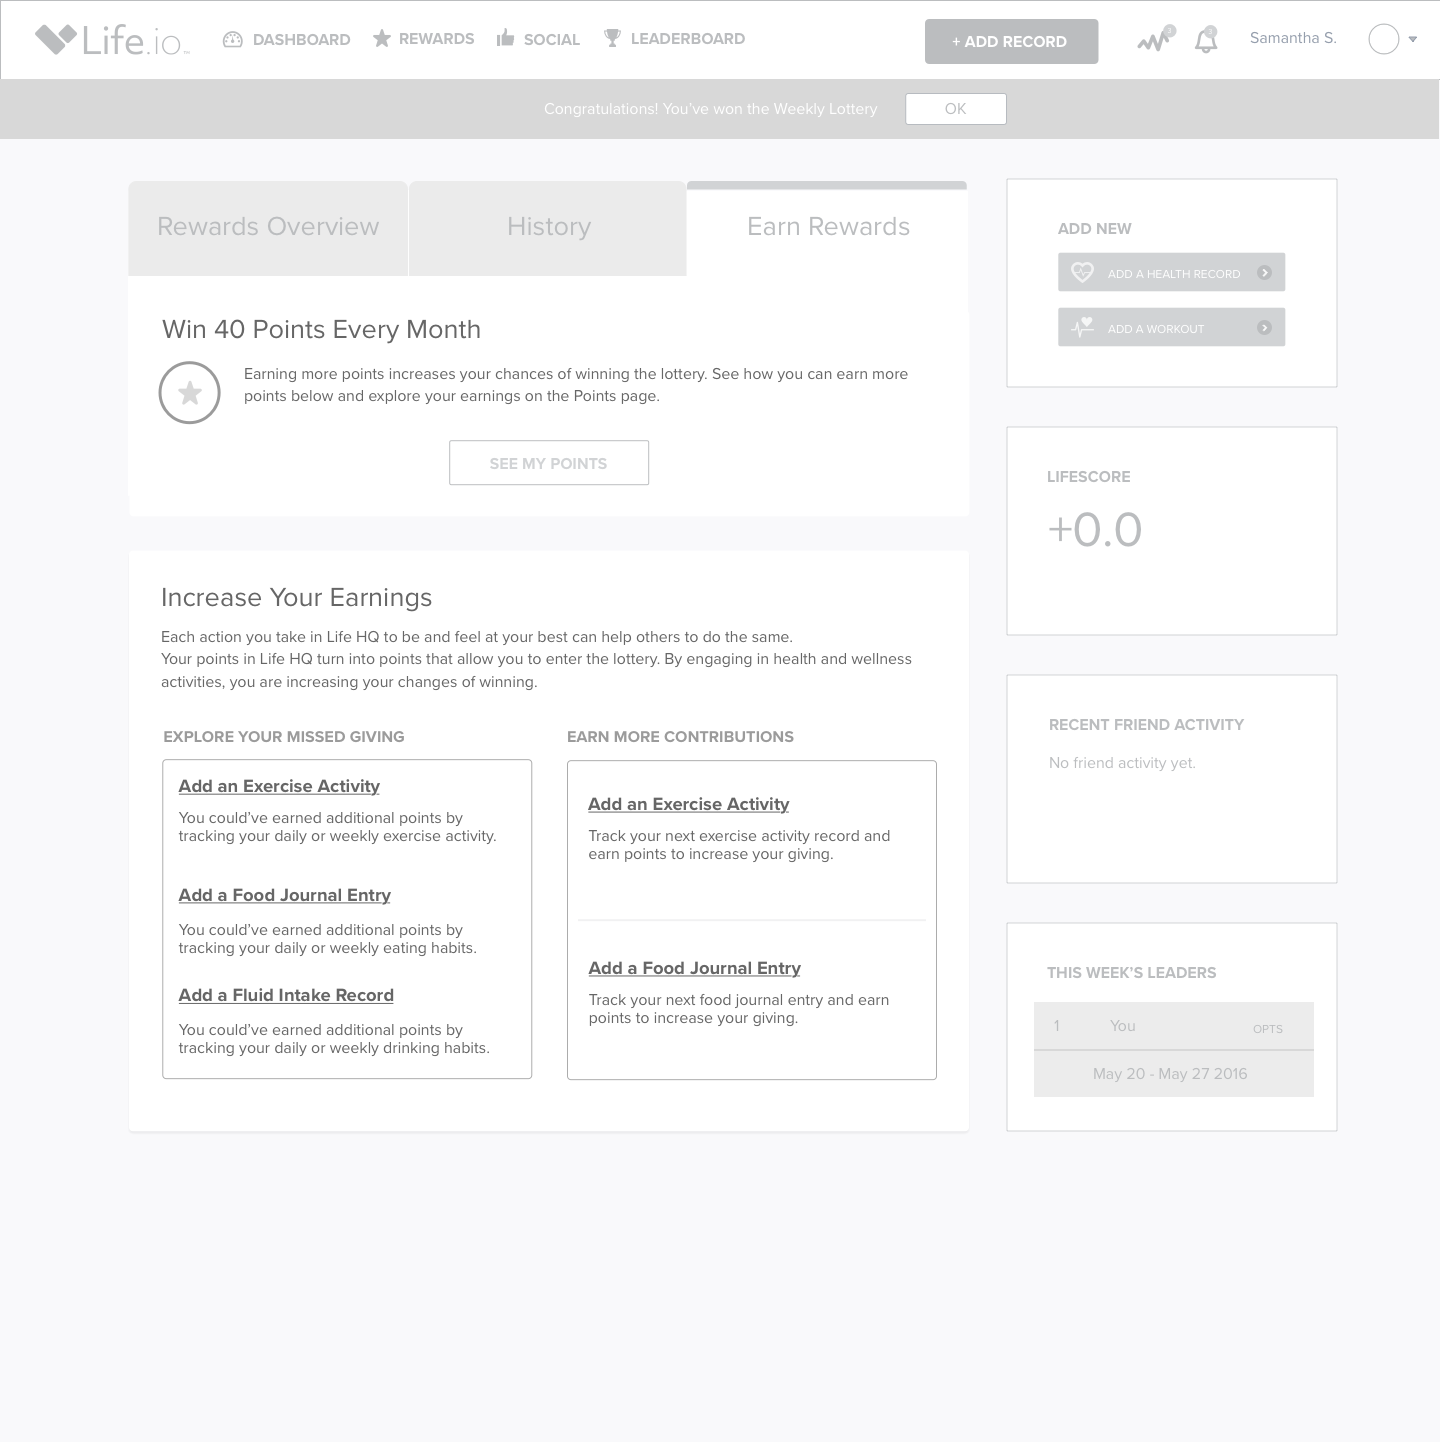 Life.io
DASHBOARD
REWARDS
SOCIAL
LEADERBOARD
+ ADD RECORD
Samantha S.
Congratulations! You've won the Weekly Lottery
OK
Rewards Overview
History
Earn Rewards
Win 40 Points Every Month
Earning more points increases your chances of winning the lottery. See how you can earn more
points below and explore your earnings on the Points page.
SEE MY POINTS
Increase Your Earnings
Each action you take in Life HQ to be and feel at your best can help others to do the same.
Your points in Life HQ turn into points that allow you to enter the lottery. By engaging in health and wellness
activities, you are increasing your changes of winning.
EXPLORE YOUR MISSED GIVING
Add an Exercise Activity
You could've earned additional points by
tracking your daily or weekly exercise activity.
Add a Food Journal Entry
You could've earned additional points by
tracking your daily or weekly eating habits.
Add a Fluid Intake Record
You could've earned additional points by
tracking your daily or weekly drinking habits.
EARN MORE CONTRIBUTIONS
Add an Exercise Activity
Track your next exercise activity record and
earn points to increase your giving.
Add a Food Journal Entry
Track your next food journal entry and earn
points to increase your giving.
ADD NEW
ADD A HEALTH RECORD
ADD A WORKOUT
LIFESCORE
+0.0
RECENT FRIEND ACTIVITY
No friend activity yet.
THIS WEEK'S LEADERS
1 You 0PTS
May 20 - May 27 2016